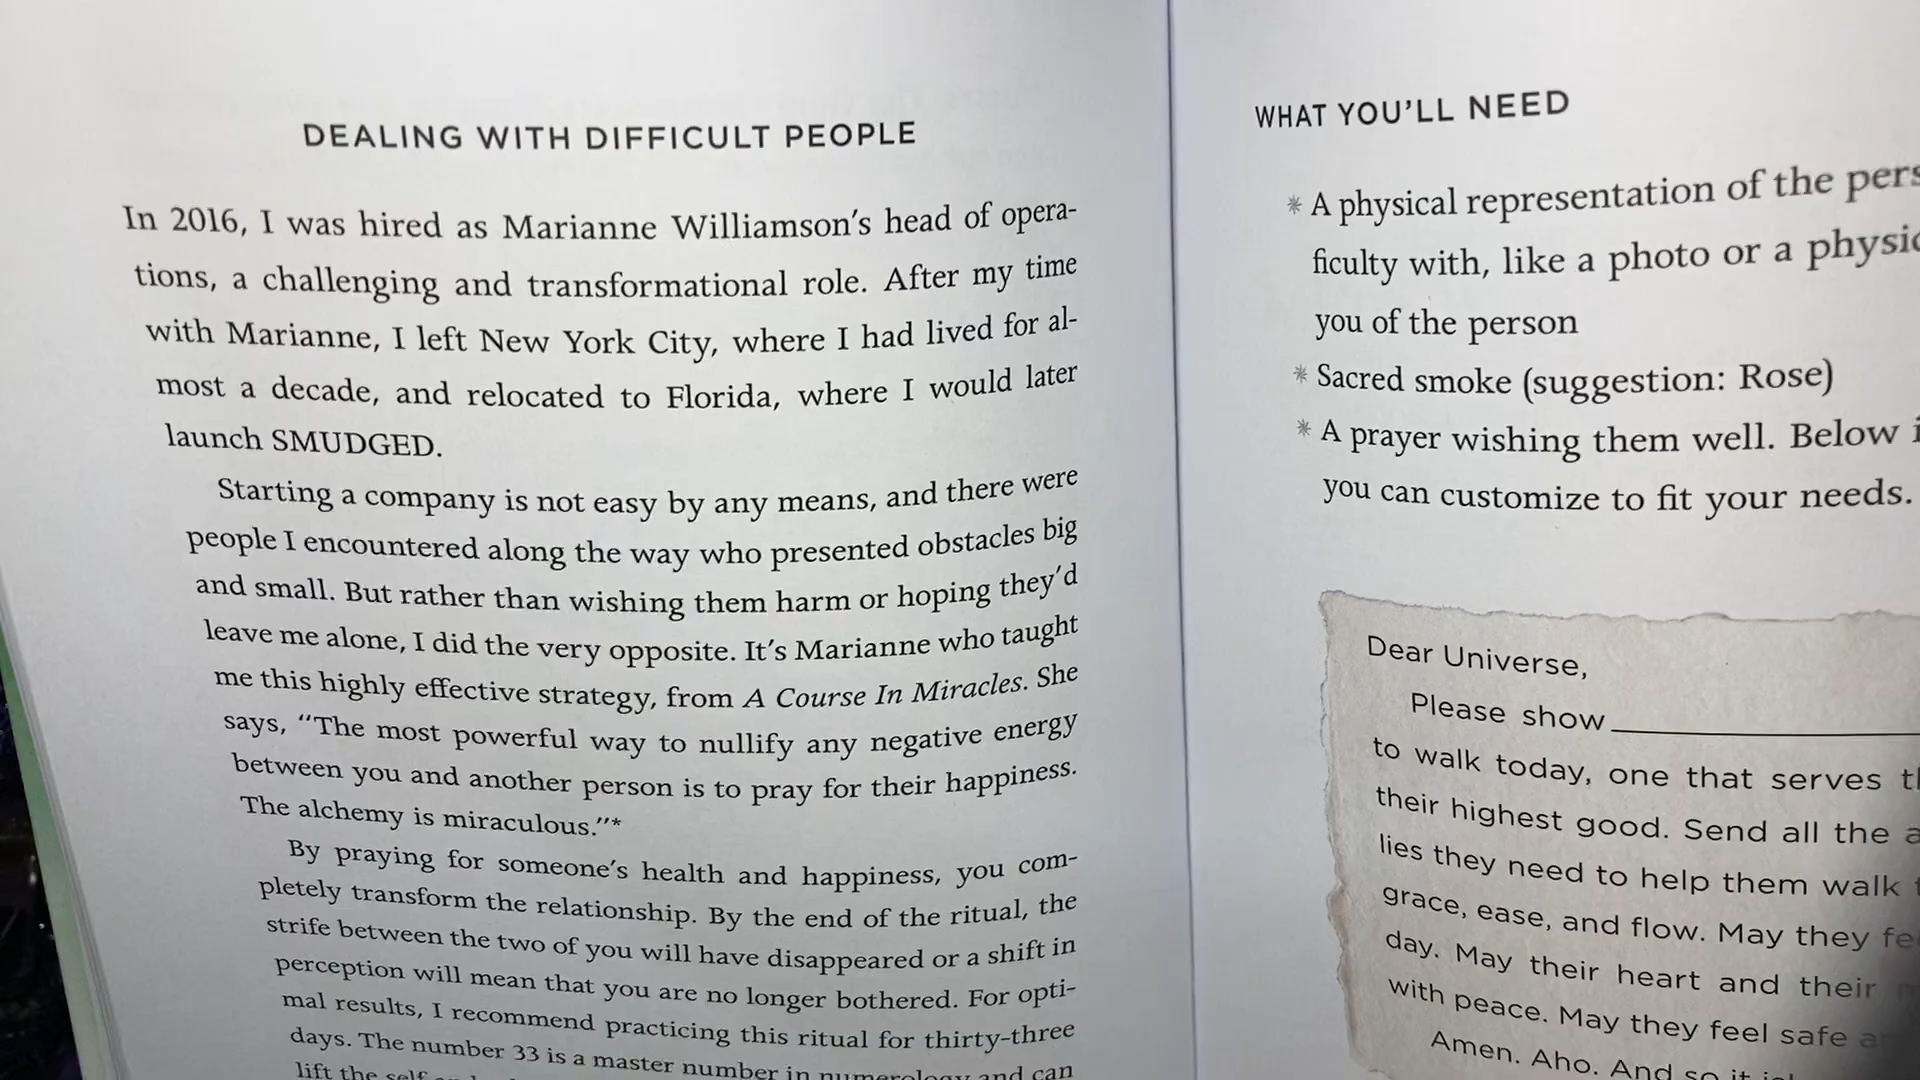 DEALING WITH DIFFICULT PEOPLE
In 2016, I was hired as Marianne Williamson's head of opera-
tions, a challenging and transformational role. After my time
with Marianne, I left New York City, where I had lived for al-
most a decade, and relocated to Florida, where I would later
launch SMUDGED.
Starting a company is not easy by any means, and there were
people I encountered along the way who presented obstacles big
and small. But rather than wishing them harm or hoping they'd
leave me alone, I did the very opposite. It's Marianne who taught
me this highly effective strategy, from A Course In Miracles. She
says, "The most powerful way to nullify any negative energy
between you and another person is to pray for their happiness.
The alchemy is miraculous."*
By praying for someone's health and happiness, you com-
pletely transform the relationship. By the end of the ritual, the
strife between the two of you will have disappeared or a shift in
perception will mean that you are no longer bothered. For opti-
mal results, I recommend practicing this ritual for thirty-three
days. The number 33 is a master number in numerology and can
lift the self
WHAT YOU'LL NEED
* A physical representation of the pers
ficulty with, like a photo or a physic
you of the person
* Sacred smoke (suggestion: Rose)
* A prayer wishing them well. Below i
you can customize to fit your needs.
Dear Universe,
Please show
to walk today, one that serves th
their highest good. Send all the a
lies they need to help them walk
grace, ease, and flow. May they fe
day. May their heart and their
with peace. May they feel safe a
Amen. Aho. And so it is!